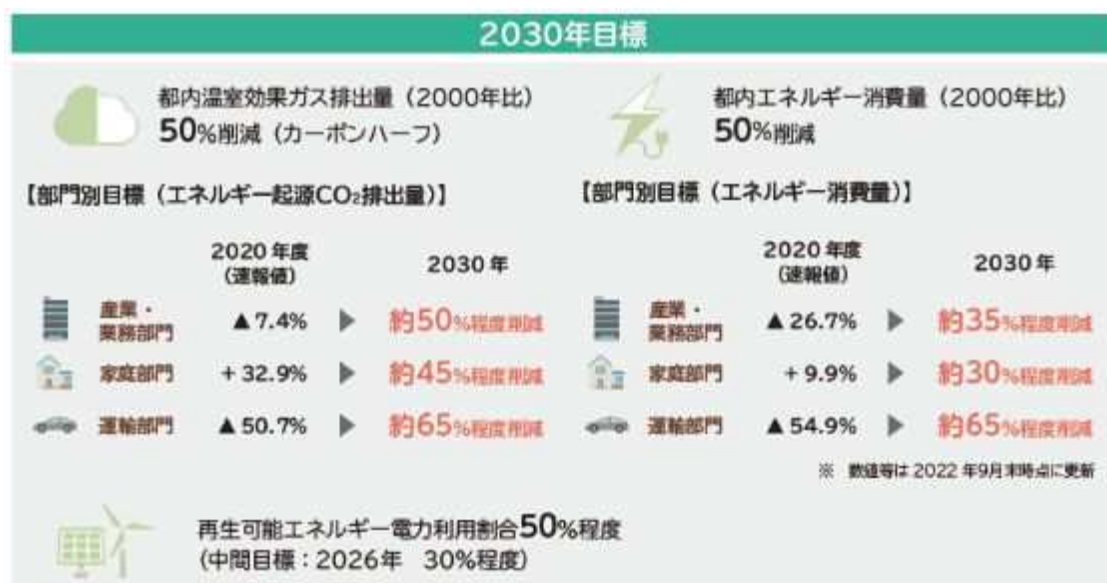 2030年目標
都内温室効果ガス排出量（2000年比）
50%削減（カーボンハーフ）
都内エネルギー消費量（2000年比）
50%削減
【部門別目標（エネルギー起源CO₂排出量）】
2020年度
（速報値）
2030年
産業・
業務部門
▲7.4%
約50%程度削減
家庭部門
+32.9%
約45%程度削減
運輸部門
▲50.7%
約65%程度削減
【部門別目標（エネルギー消費量）】
2020年度
（速報値）
2030年
産業・
業務部門
▲26.7%
約35%程度削減
家庭部門
+9.9%
約30%程度削減
運輸部門
▲54.9%
約65%程度削減
※ 数値等は2022年9月末時点に更新
再生可能エネルギー電力利用割合50%程度
（中間目標：2026年 30%程度）